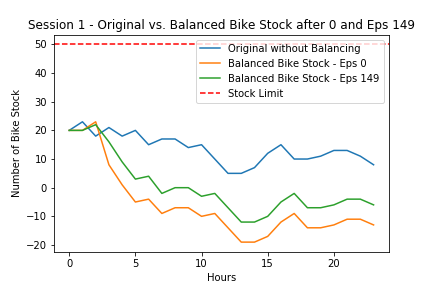 Session 1 - Original vs. Balanced Bike Stock after 0 and Eps 149
50
40
30
20
10
0
−10
−20
Number of Bike Stock
Original without Balancing
Balanced Bike Stock - Eps 0
Balanced Bike Stock - Eps 149
Stock Limit
0 5 10 15 20
Hours